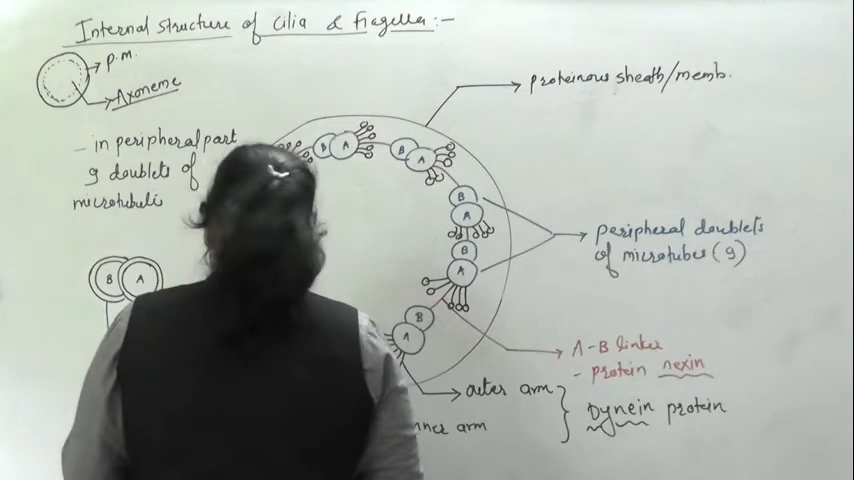 Internal structure of Cilia & Flagella:-
P.M.
Axoneme
- in peripheral part
9 doublets of
microtubuli
B A
B A
B A
B
A
B
A
B
A
proteinous sheath/memb.
peripheral doublets
of microtubes (9)
A-B linker
- protein nexin
outer arm
nner arm
Dynein protein